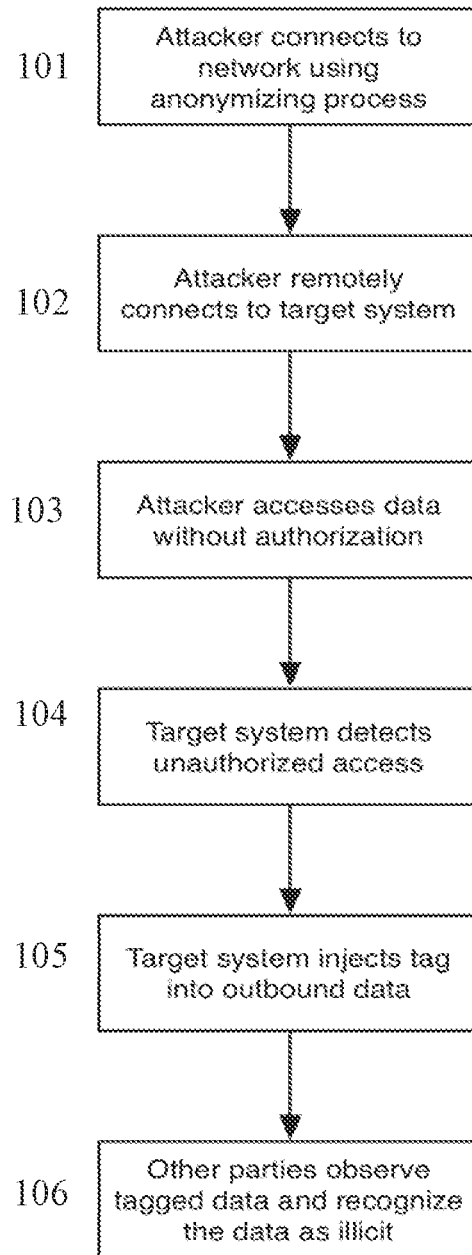 101
Attacker connects to
network using
anonymizing process
102
Attacker remotely
connects to target system
103
Attacker accesses data
without authorization
104
Target system detects
unauthorized access
105
Target system injects tag
into outbound data
106
Other parties observe
tagged data and recognize
the data as illicit